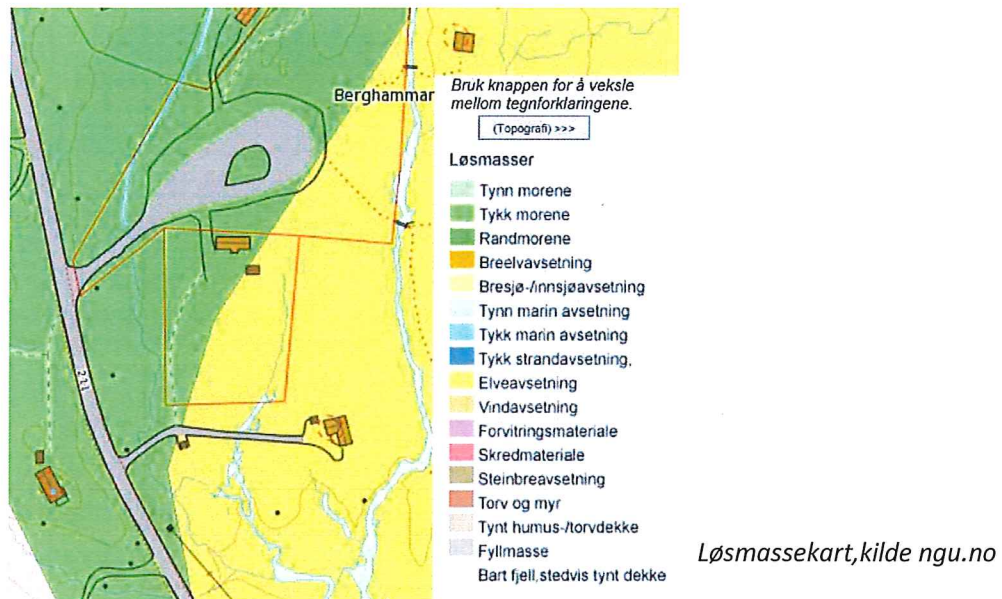 Berghammar
211
Bruk knappen for å veksle
mellom tegnforklaringene.
(Topografi) >>>
Løsmasser
Tynn morene
Tykk morene
Randmorene
Breelvavsetning
Bresjø-/innsjøavsetning
Tynn marin avsetning
Tykk marin avsetning
Tykk strandavsetning,
Elveavsetning
Vindavsetning
Forvitringsmateriale
Skredmateriale
Steinbreavsetning
Torv og myr
Tynt humus-/torvdekke
Fyllmasse
Bart fjell,stedvis tynt dekke
Løsmassekart,kilde ngu.no